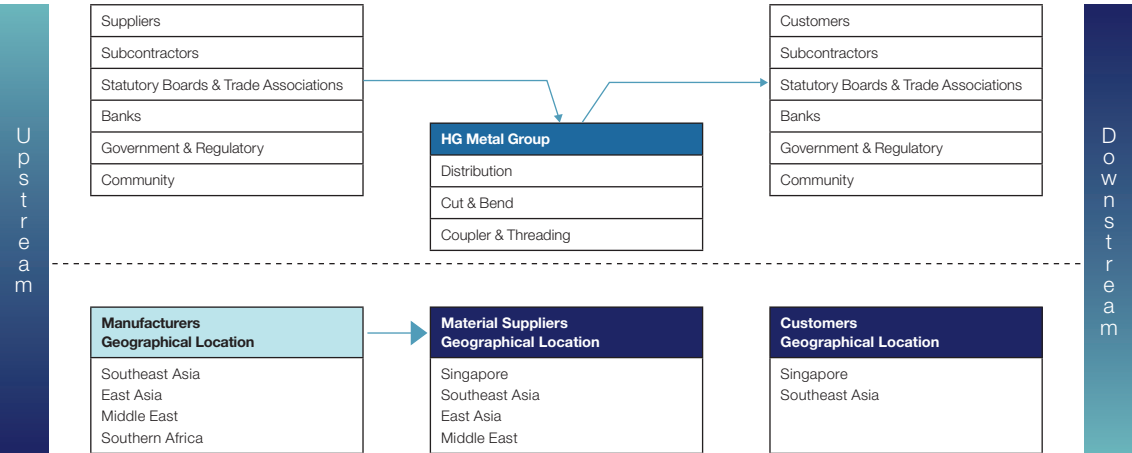 Upstream
Suppliers
Subcontractors
Statutory Boards & Trade Associations
Banks
Government & Regulatory
Community
HG Metal Group
Distribution
Cut & Bend
Coupler & Threading
Customers
Subcontractors
Statutory Boards & Trade Associations
Banks
Government & Regulatory
Community
Downstream
Manufacturers
Geographical Location
Southeast Asia
East Asia
Middle East
Southern Africa
Material Suppliers
Geographical Location
Singapore
Southeast Asia
East Asia
Middle East
Customers
Geographical Location
Singapore
Southeast Asia